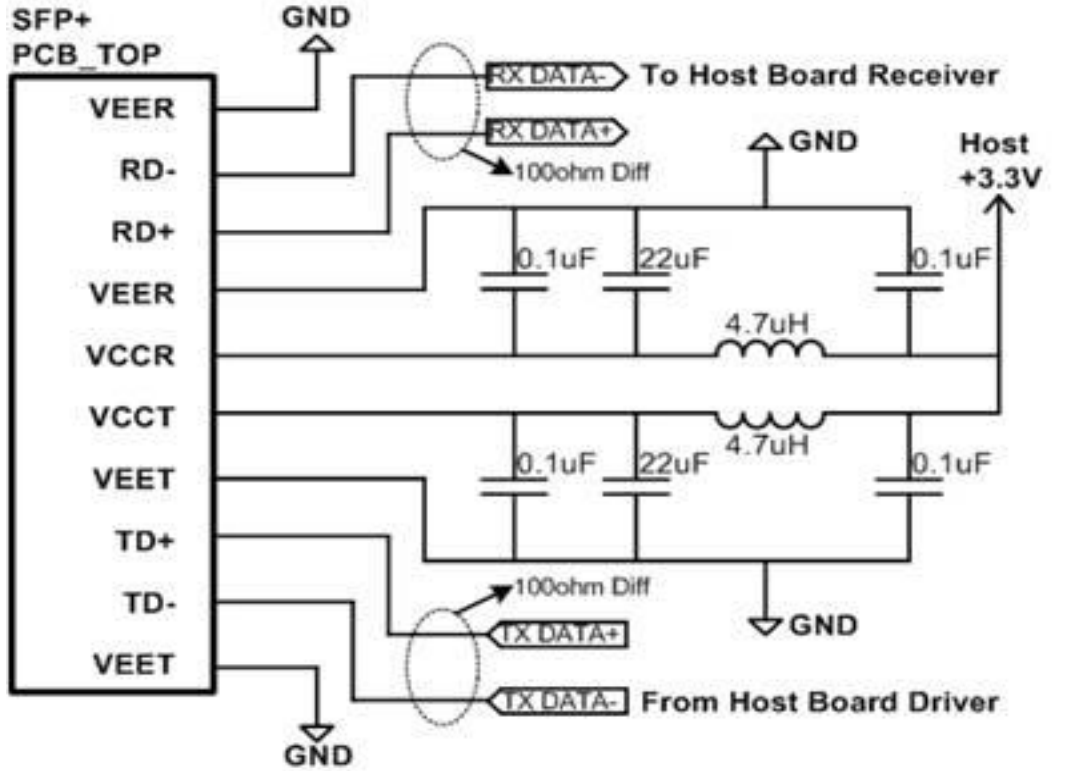 SFP+
PCB_TOP
GND
VEER
RX DATA-
To Host Board Receiver
RX DATA+
GND
Host
+3.3V
100ohm Diff
RD-
RD+
0.1uF
22uF
0.1uF
VEER
4.7uH
VCCR
VCCT
4.7uH
0.1uF
22uF
0.1uF
VEET
TD+
100ohm Diff
TD-
TX DATA+
GND
VEET
TX DATA-
From Host Board Driver
GND